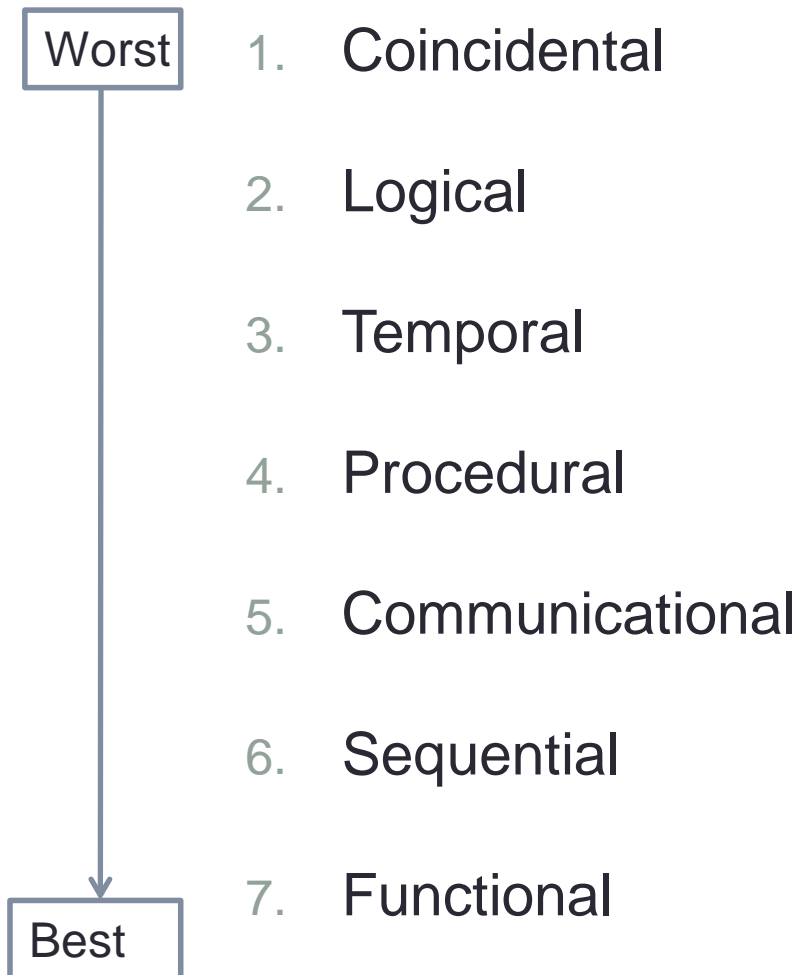 Worst
1. Coincidental
2. Logical
3. Temporal
4. Procedural
5. Communicational
6. Sequential
7. Functional
Best